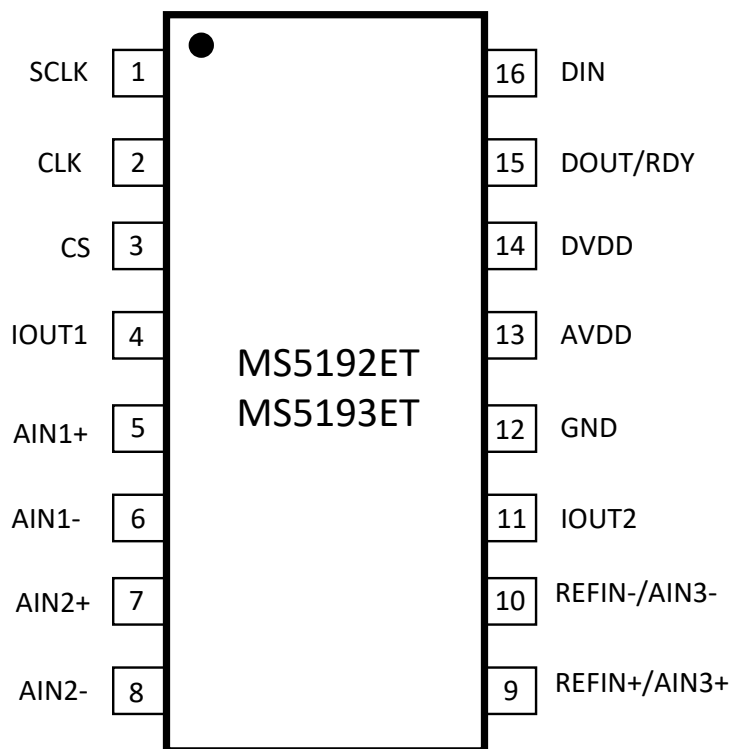 SCLK 1 16 DIN
CLK 2 15 DOUT/RDY
CS 3 14 DVDD
IOUT1 4 13 AVDD
MS5192ET
MS5193ET
AIN1+ 5 12 GND
AIN1- 6 11 IOUT2
AIN2+ 7 10 REFIN-/AIN3-
AIN2- 8 9 REFIN+/AIN3+